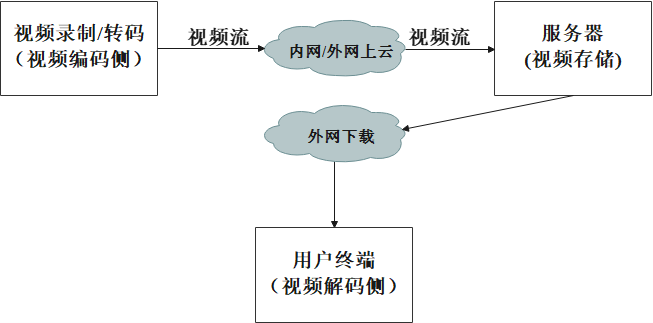 视频录制/转码
（视频编码侧）
视频流
内网/外网上云
视频流
服务器
(视频存储)
外网下载
用户终端
（视频解码侧）